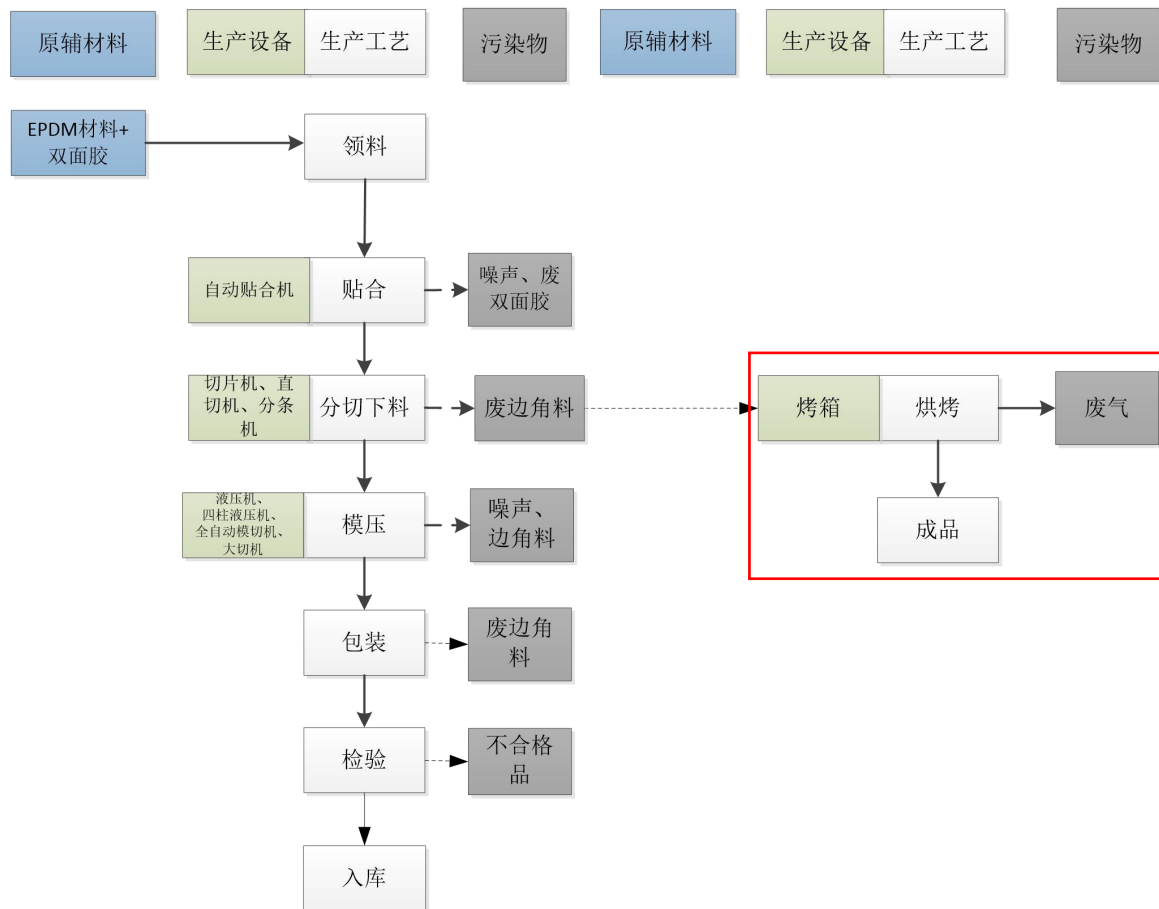 原辅材料
生产设备
生产工艺
污染物
原辅材料
生产设备
生产工艺
污染物
EPDM材料+
双面胶
领料
自动贴合机
贴合
噪声、废
双面胶
切片机、直
切机、分条
机
分切下料
废边角料
烤箱
烘烤
废气
液压机、
四柱液压机、
全自动模切机、
大切机
模压
噪声、
边角料
成品
包装
废边角
料
检验
不合格
品
入库